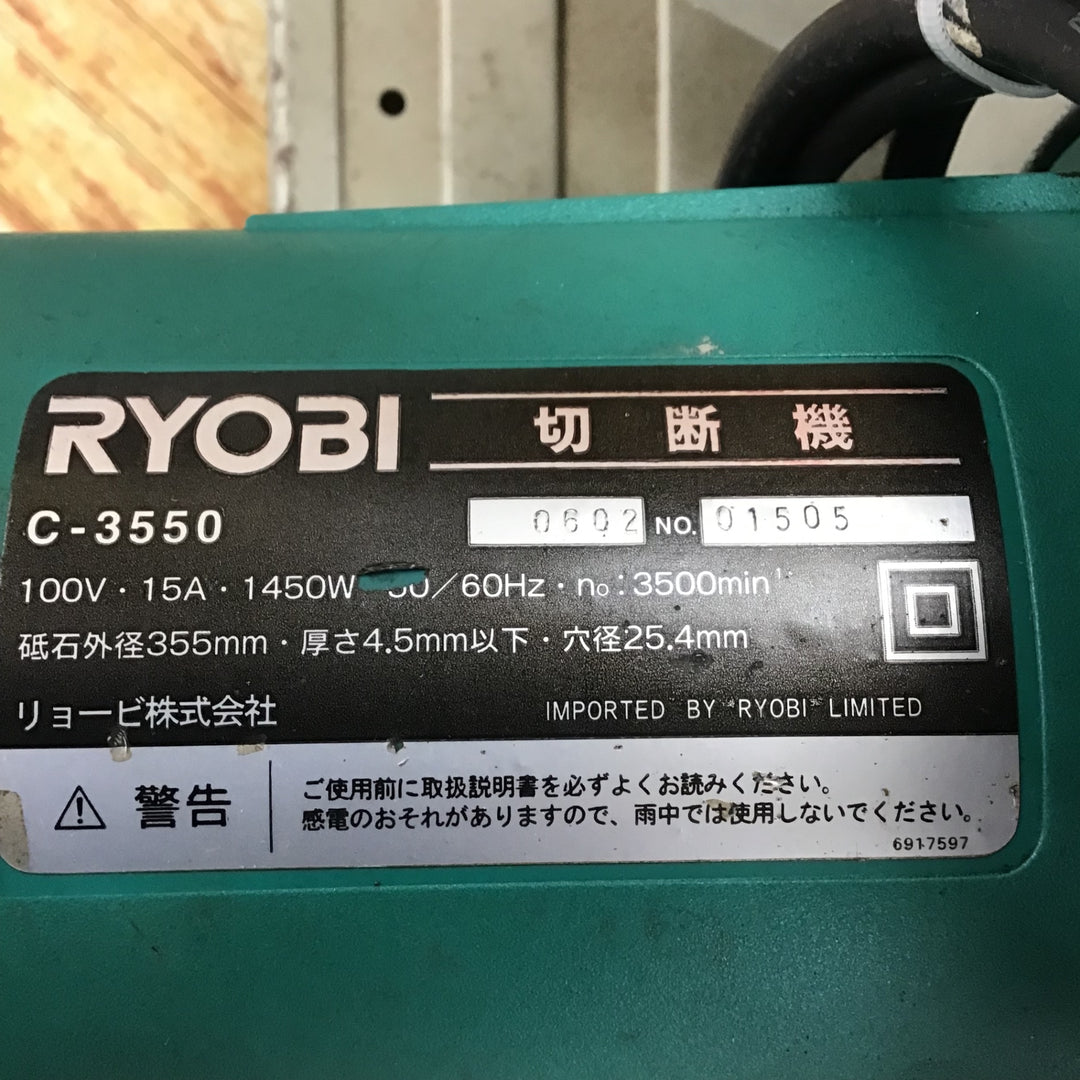 RYOBI 切断機
C-3550 0602 NO. 01505
100V・15A・1450W 50/60Hz・n₀:3500min⁻¹
砥石外径355mm・厚さ4.5mm以下・穴径25.4mm
リョービ株式会社 IMPORTED BY "RYOBI" LIMITED
警告
ご使用前に取扱説明書を必ずよくお読みください。
感電のおそれがありますので、雨中では使用しないでください。
6917597